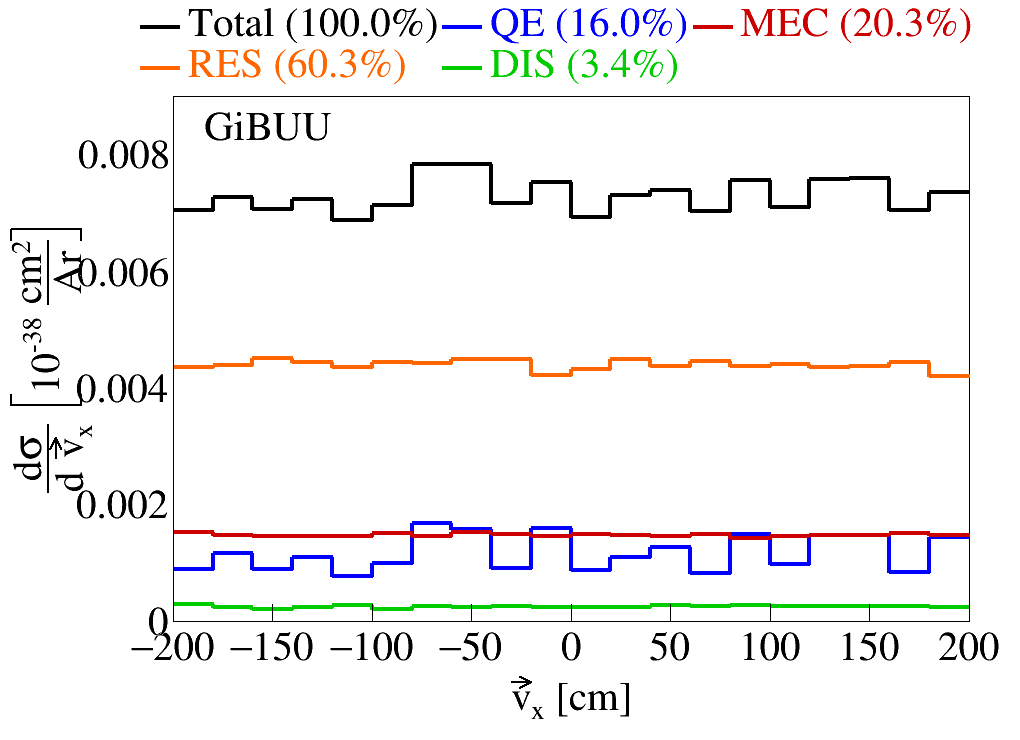 Total (100.0%) QE (16.0%) MEC (20.3%)
RES (60.3%) DIS (3.4%)
GiBUU
0.008
0.006
0.004
0.002
0
−200 −150 −100 −50 0 50 100 150 200
v⃗x [cm]
dσ/d v⃗x [10-38 cm2/Ar]